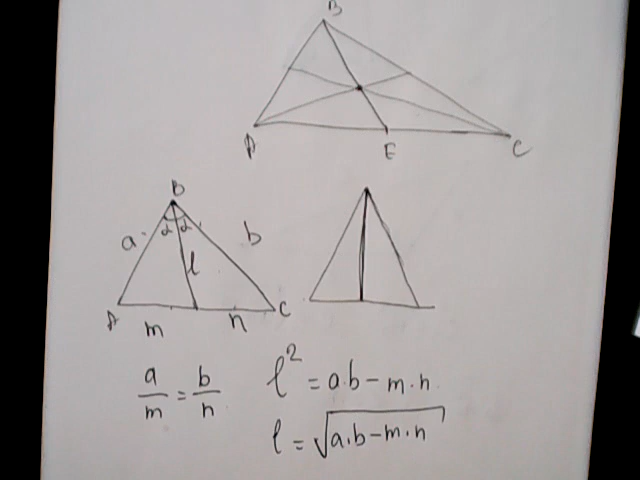 B
A E C
B
a α α b
l
A m n C
a/m = b/n
l² = a·b − m·n
l = √a·b − m·n